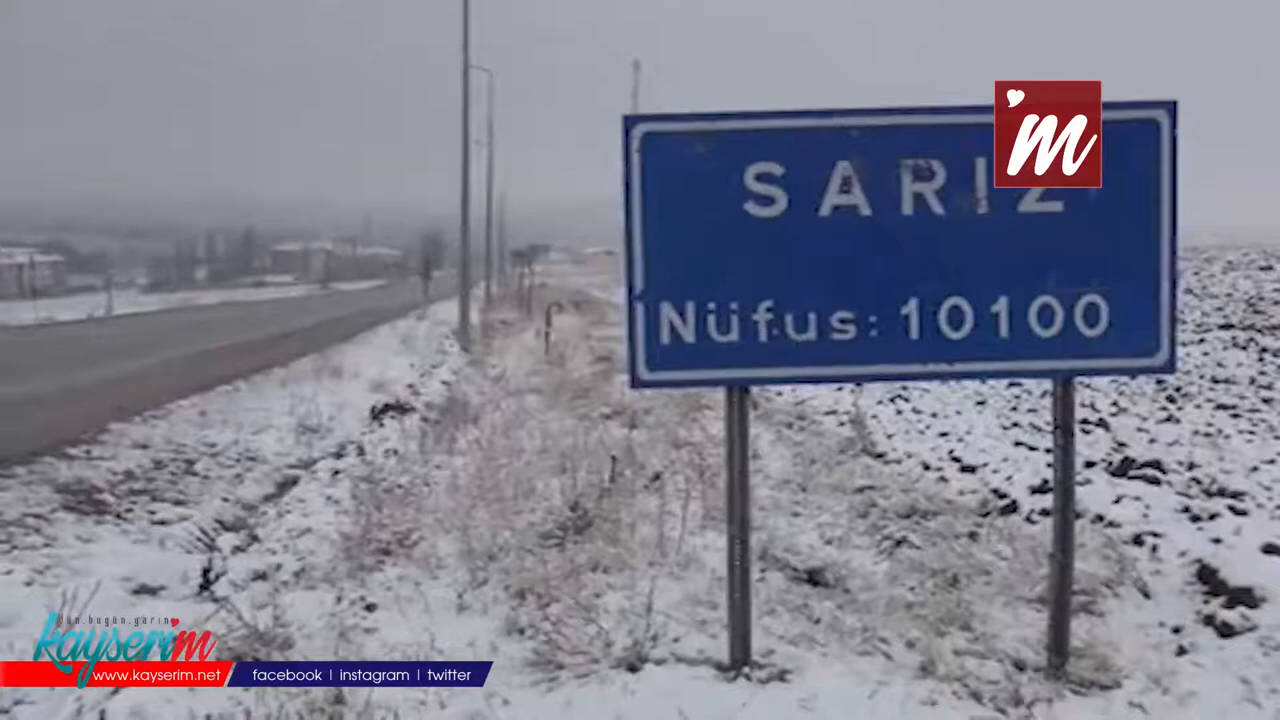 SARIZ
Nüfus: 10100
m
dün.bugün.yarın
kayserim
www.kayserim.net
facebook | instagram | twitter